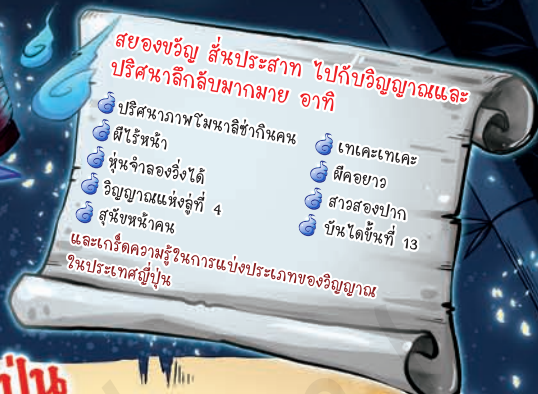 สยองขวัญ สั่นประสาท ไปกับวิญญาณและ
ปริศนาลึกลับมากมาย อาทิ
ปริศนาภาพโมนาลิซ่ากินคน
ผีไร้หน้า
หุ่นจำลองวิ่งได้
วิญญาณแห่งลู่ที่ 4
สุนัขหน้าคน
เทเคะเทเคะ
ผีคอยาว
สาวสองปาก
บันไดขั้นที่ 13
และเกร็ดความรู้ในการแบ่งประเภทของวิญญาณ
ในประเทศญี่ปุ่น